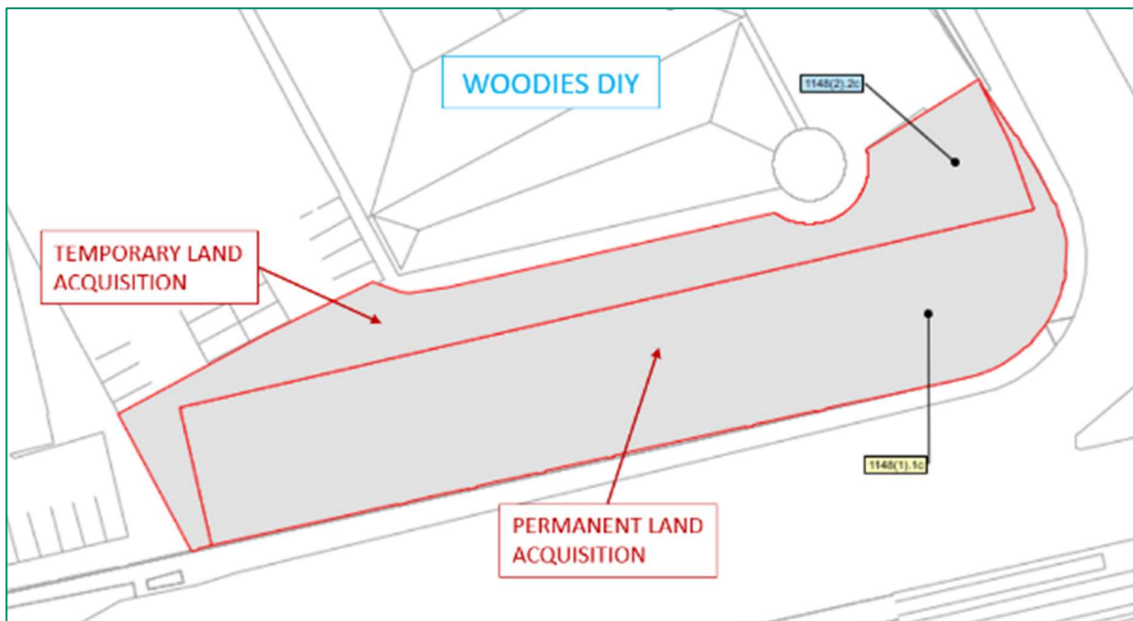 WOODIES DIY
1148(2).2c
TEMPORARY LAND
ACQUISITION
1148(1).1c
PERMANENT LAND
ACQUISITION